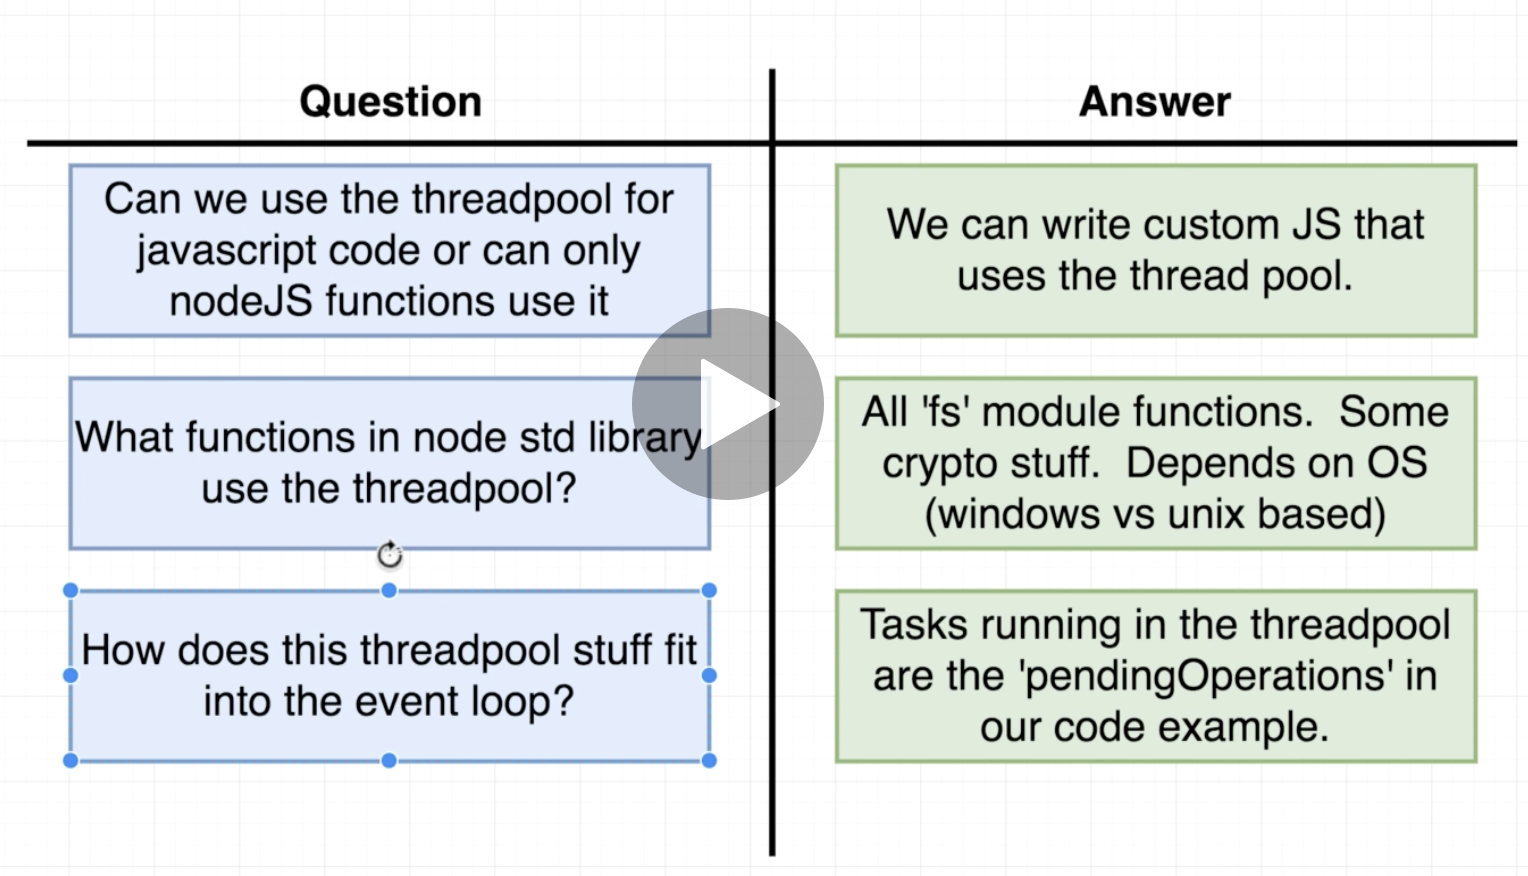 Question
Answer
Can we use the threadpool for
javascript code or can only
nodeJS functions use it
We can write custom JS that
uses the thread pool.
What functions in node std library
use the threadpool?
All 'fs' module functions.  Some
crypto stuff.  Depends on OS
(windows vs unix based)
How does this threadpool stuff fit
into the event loop?
Tasks running in the threadpool
are the 'pendingOperations' in
our code example.